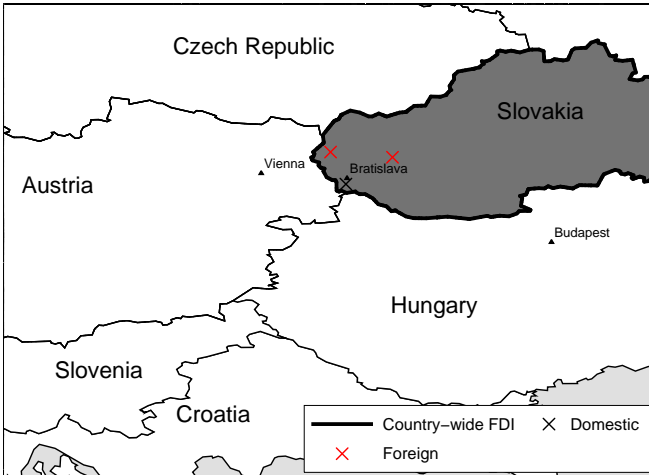 Czech Republic
Slovakia
Vienna
Bratislava
Austria
Budapest
Hungary
Slovenia
Croatia
Country−wide FDI
Domestic
Foreign